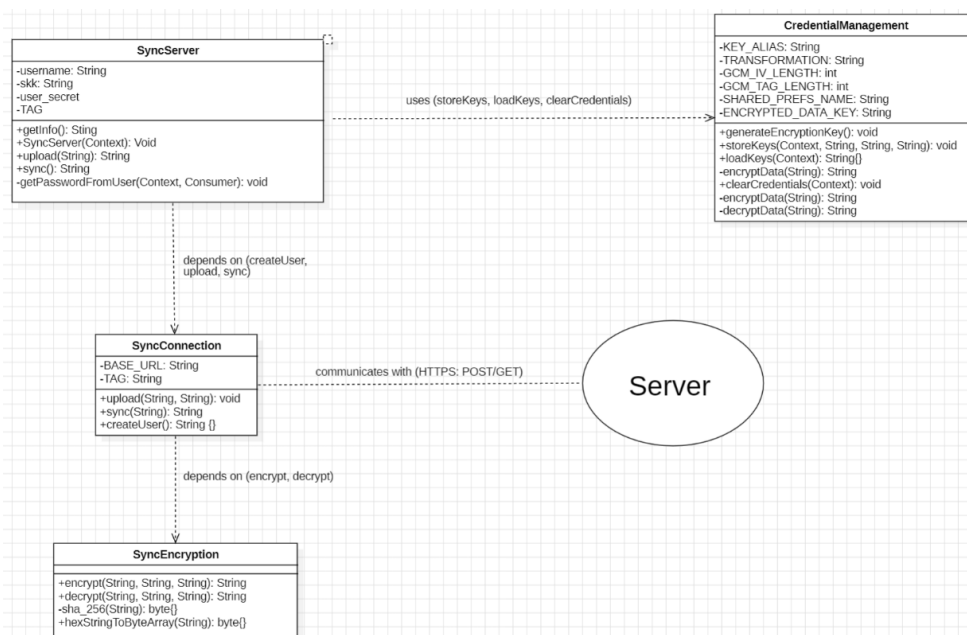 SyncServer
-username: String
-skk: String
-user_secret
-TAG
+getInfo(): Sting
+SyncServer(Context): Void
+upload(String): String
+sync(): String
-getPasswordFromUser(Context, Consumer): void
uses (storeKeys, loadKeys, clearCredentials)
CredentialManagement
-KEY_ALIAS: String
-TRANSFORMATION: String
-GCM_IV_LENGTH: int
-GCM_TAG_LENGTH: int
-SHARED_PREFS_NAME: String
-ENCRYPTED_DATA_KEY: String
+generateEncryptionKey(): void
+storeKeys(Context, String, String, String): void
+loadKeys(Context): String{}
-encryptData(String): String
+clearCredentials(Context): void
-encryptData(String): String
-decryptData(String): String
depends on (createUser,
upload, sync)
SyncConnection
-BASE_URL: String
-TAG: String
+upload(String, String): void
+sync(String): String
+createUser(): String {}
communicates with (HTTPS: POST/GET)
Server
depends on (encrypt, decrypt)
SyncEncryption
+encrypt(String, String, String): String
+decrypt(String, String, String): String
-sha_256(String): byte{}
+hexStringToByteArray(String): byte{}